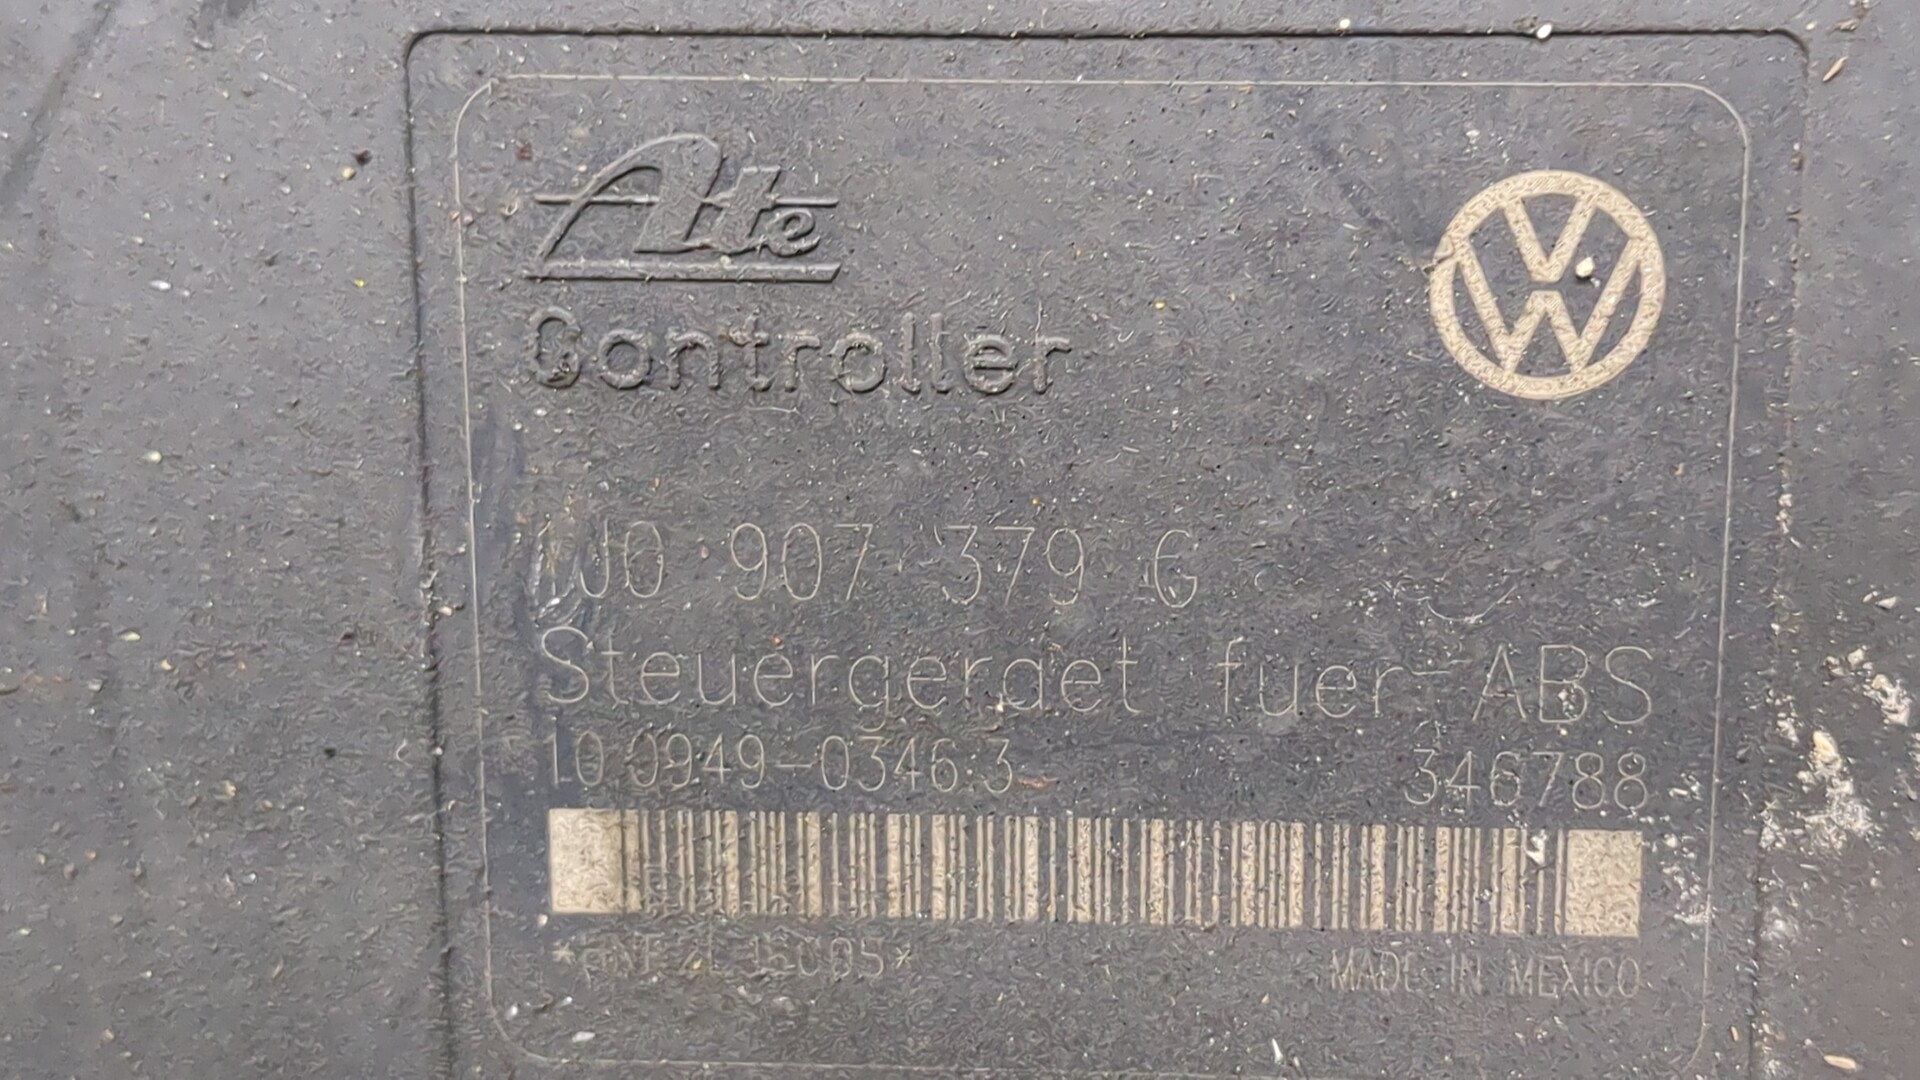 Ate
Controller
1J0 907 379 G
Steuergeraet fuer ABS
10.0949-0346.3 346788
MADE IN MEXICO